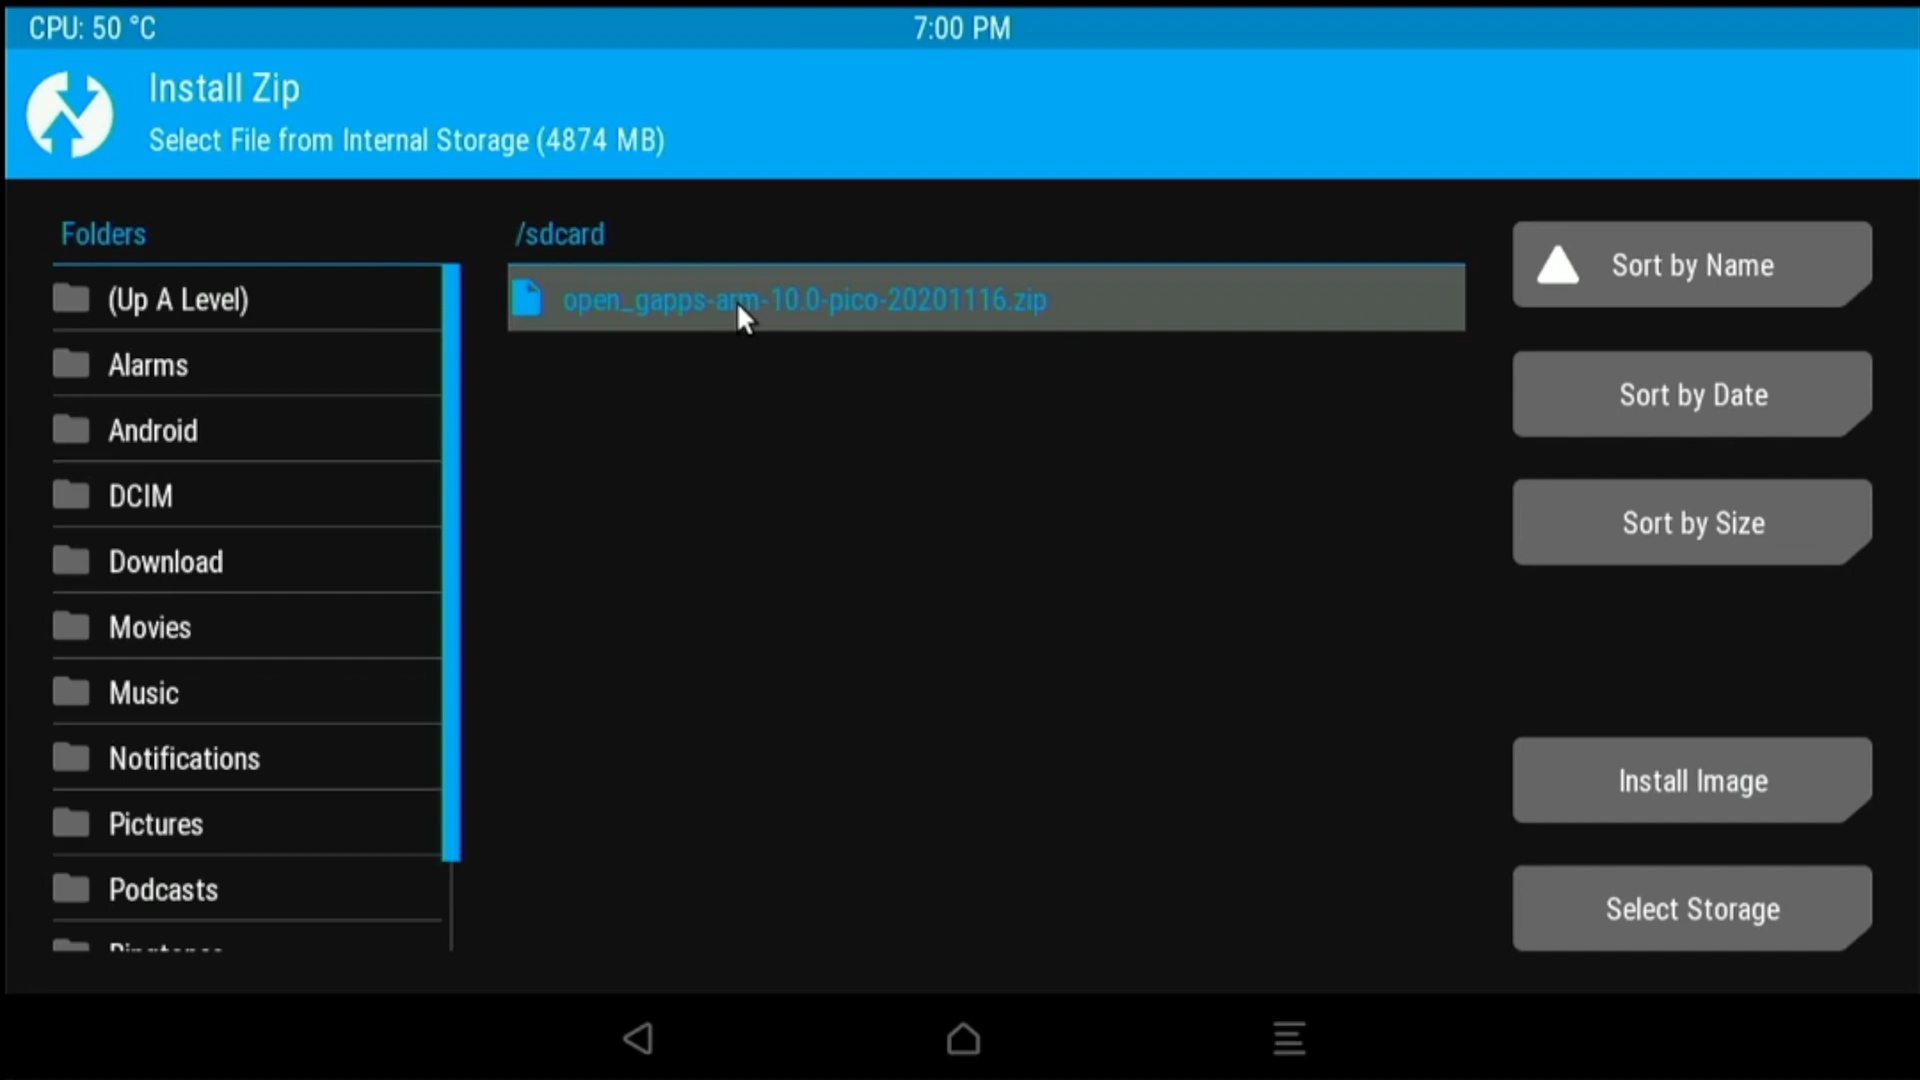 CPU: 50 °C
7:00 PM
Install Zip
Select File from Internal Storage (4874 MB)
Folders
(Up A Level)
Alarms
Android
DCIM
Download
Movies
Music
Notifications
Pictures
Podcasts
/sdcard
open_gapps-arm-10.0-pico-20201116.zip
Sort by Name
Sort by Date
Sort by Size
Install Image
Select Storage